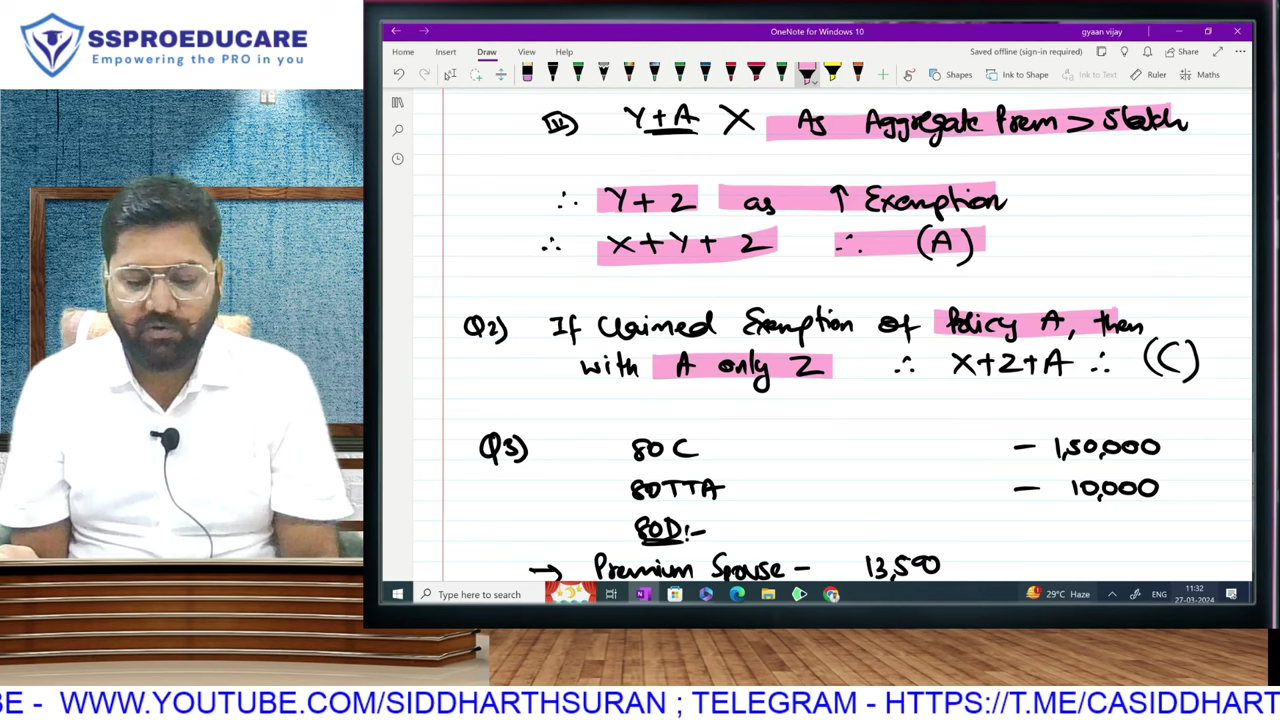 SSPROEDUCARE
Empowering the PRO in you
OneNote for Windows 10
gyaan vijay
Home Insert Draw View Help
Saved offline (sign-in required)
Share
Shapes
Ink to Shape
Ink to Text
Ruler
Maths
(III) Y+A X As Aggregate Prem > 5lakh
∴ Y+Z as ↑ Exemption
∴ X+Y+Z ∴ (A)
Q2) If Claimed Exemption of Policy A, then
with A only Z ∴ X+Z+A ∴ (C)
Q3) 80C - 1,50,000
80TTA - 10,000
80D:-
→ Premium Spouse - 13,500
Type here to search
29°C Haze
ENG
11:32
27-03-2024
BE - WWW.YOUTUBE.COM/SIDDHARTHSURAN ; TELEGRAM - HTTPS://T.ME/CASIDDHART